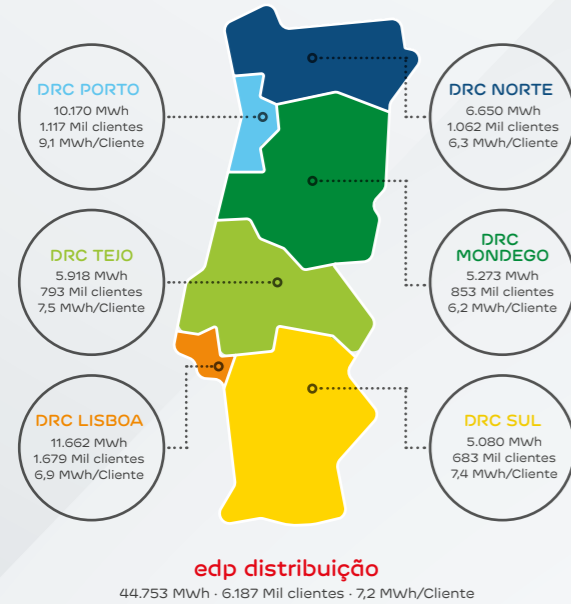 DRC PORTO
10.170 MWh
1.117 Mil clientes
9,1 MWh/Cliente
DRC NORTE
6.650 MWh
1.062 Mil clientes
6,3 MWh/Cliente
DRC TEJO
5.918 MWh
793 Mil clientes
7,5 MWh/Cliente
DRC
MONDEGO
5.273 MWh
853 Mil clientes
6,2 MWh/Cliente
DRC LISBOA
11.662 MWh
1.679 Mil clientes
6,9 MWh/Cliente
DRC SUL
5.080 MWh
683 Mil clientes
7,4 MWh/Cliente
edp distribuição
44.753 MWh · 6.187 Mil clientes · 7,2 MWh/Cliente